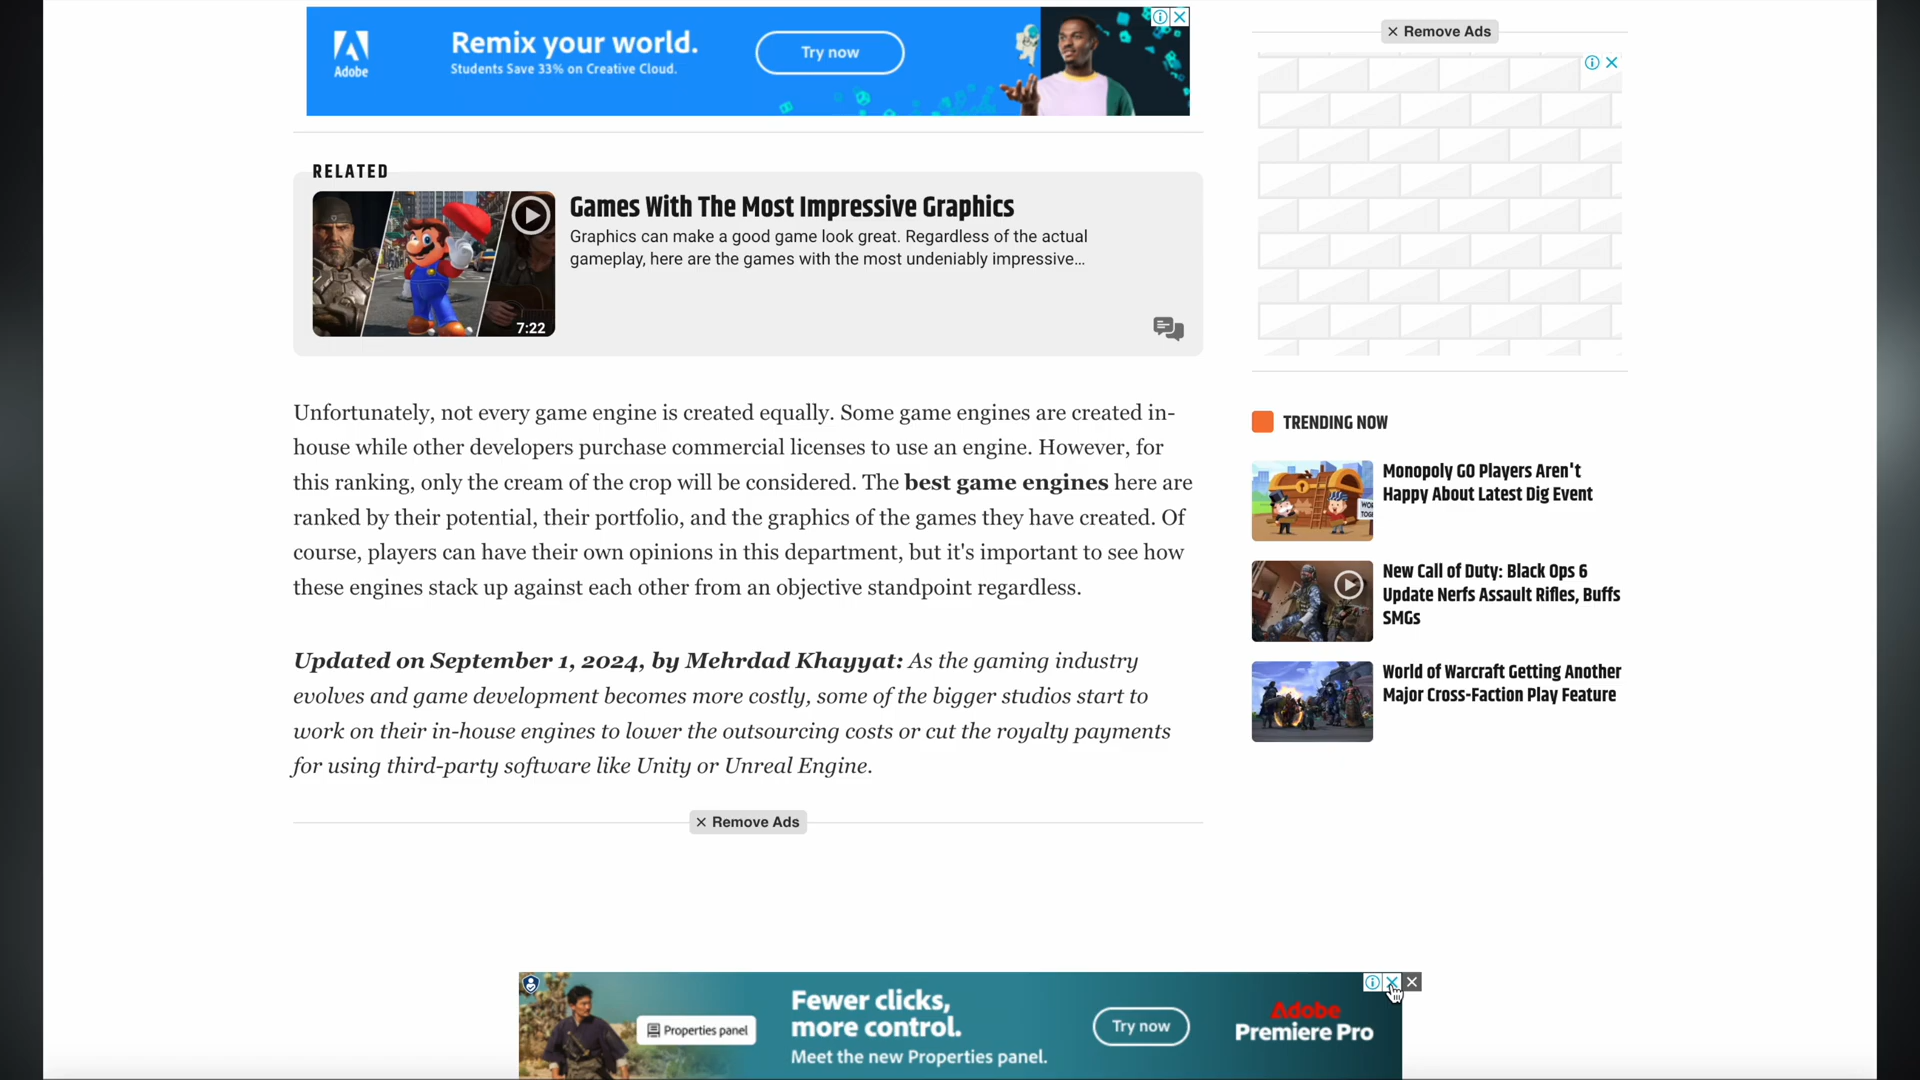 Adobe
Remix your world.
Students Save 33% on Creative Cloud.
Try now
RELATED
7:22
Games With The Most Impressive Graphics
Graphics can make a good game look great. Regardless of the actual
gameplay, here are the games with the most undeniably impressive...
Unfortunately, not every game engine is created equally. Some game engines are created in-
house while other developers purchase commercial licenses to use an engine. However, for
this ranking, only the cream of the crop will be considered. The best game engines here are
ranked by their potential, their portfolio, and the graphics of the games they have created. Of
course, players can have their own opinions in this department, but it's important to see how
these engines stack up against each other from an objective standpoint regardless.
Updated on September 1, 2024, by Mehrdad Khayyat: As the gaming industry
evolves and game development becomes more costly, some of the bigger studios start to
work on their in-house engines to lower the outsourcing costs or cut the royalty payments
for using third-party software like Unity or Unreal Engine.
Remove Ads
Remove Ads
TRENDING NOW
Monopoly GO Players Aren't
Happy About Latest Dig Event
New Call of Duty: Black Ops 6
Update Nerfs Assault Rifles, Buffs
SMGs
World of Warcraft Getting Another
Major Cross-Faction Play Feature
Properties panel
Fewer clicks,
more control.
Meet the new Properties panel.
Try now
Adobe
Premiere Pro